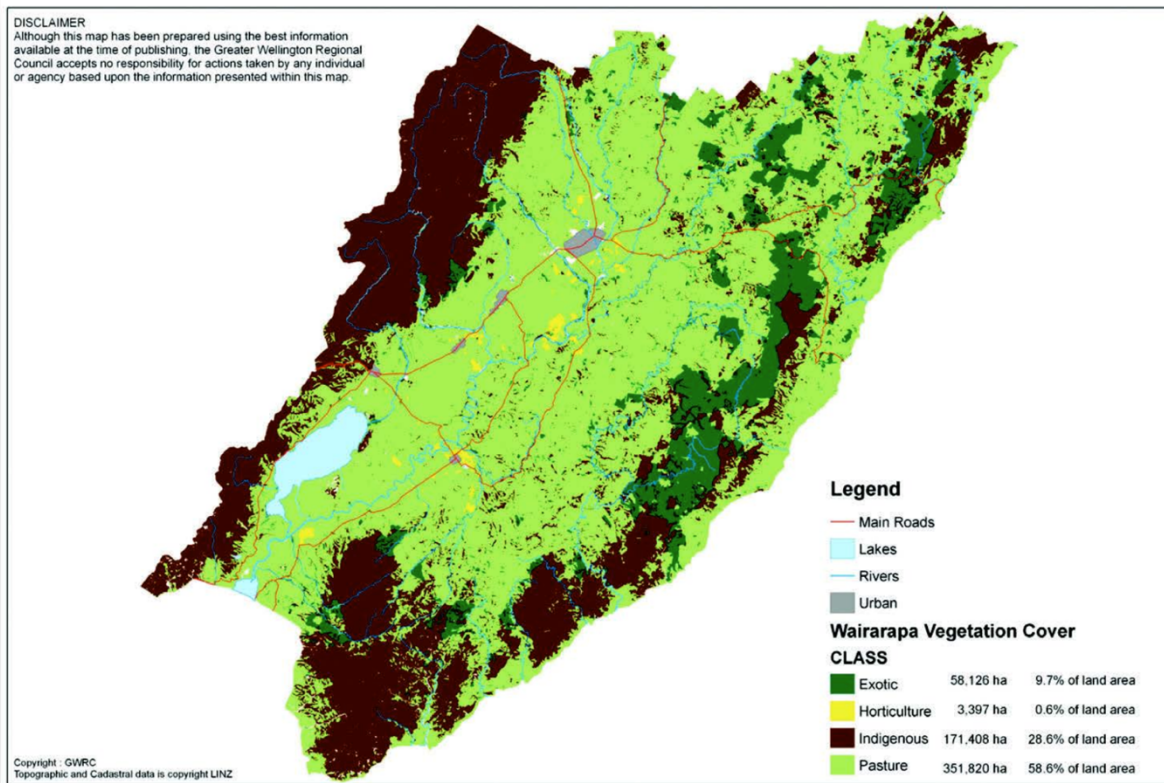 DISCLAIMER
Although this map has been prepared using the best information
available at the time of publishing, the Greater Wellington Regional
Council accepts no responsibility for actions taken by any individual
or agency based upon the information presented within this map.
Legend
Main Roads
Lakes
Rivers
Urban
Wairarapa Vegetation Cover
CLASS
Exotic 58,126 ha 9.7% of land area
Horticulture 3,397 ha 0.6% of land area
Indigenous 171,408 ha 28.6% of land area
Pasture 351,820 ha 58.6% of land area
Copyright : GWRC
Topographic and Cadastral data is copyright LINZ